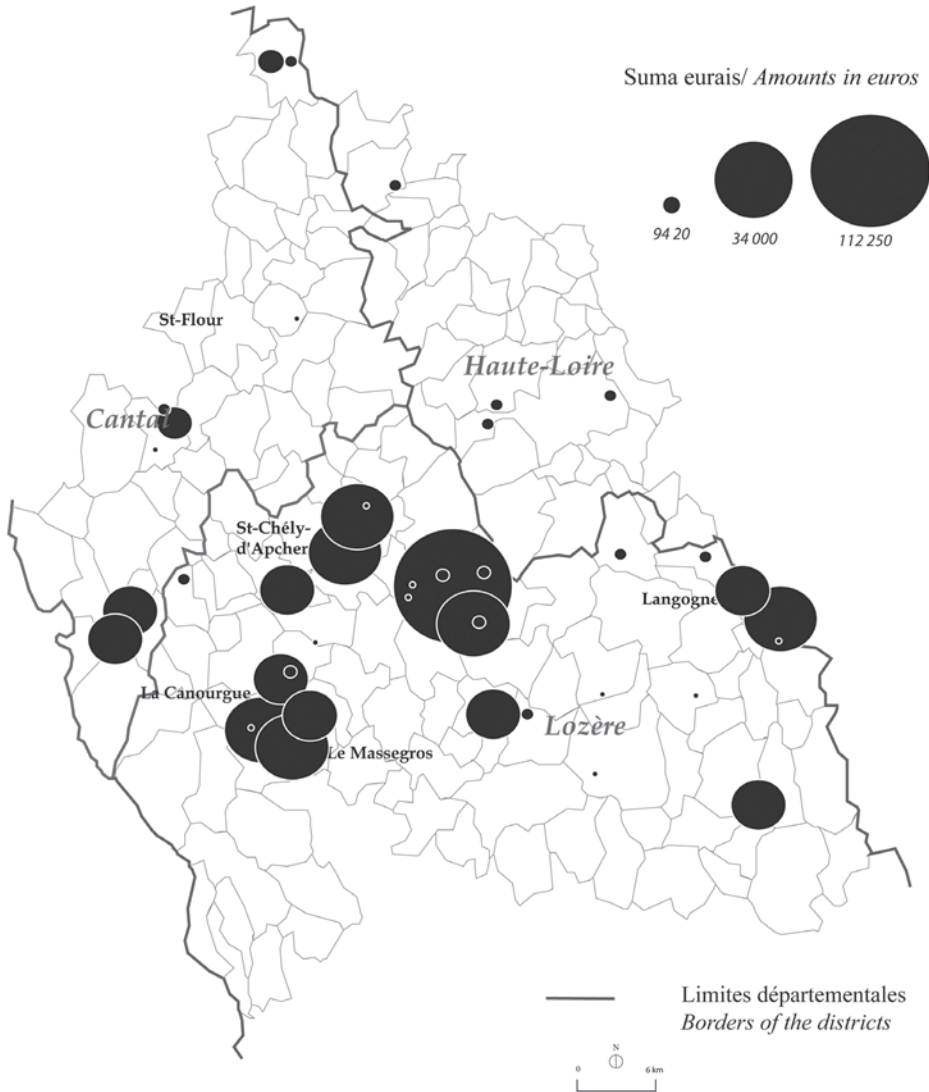 Suma eurais/ Amounts in euros
94 20
34 000
112 250
St-Flour
Haute-Loire
Cantal
St-Chély-
d'Apcher
Langogne
La Canourgue
Lozère
Le Massegros
Limites départementales
Borders of the districts
N
0 6 km